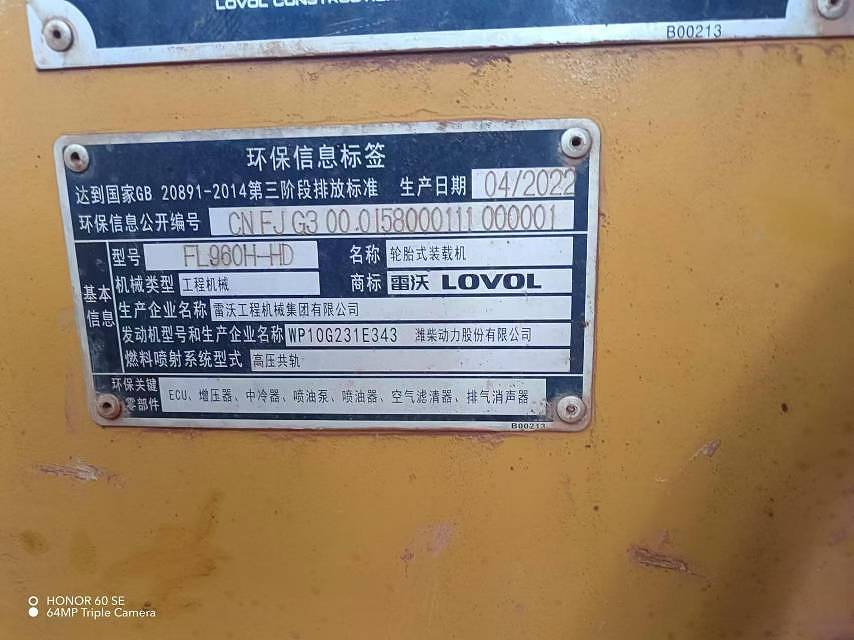 LOVOL CONSTRUCTION
B00213
环保信息标签
达到国家GB 20891-2014第三阶段排放标准 生产日期 04/2022
环保信息公开编号 CN FJ G3 00 0158000111 000001
基本信息
型号 FL960H-HD 名称 轮胎式装载机
机械类型 工程机械 商标 雷沃 LOVOL
生产企业名称 雷沃工程机械集团有限公司
发动机型号和生产企业名称 WP10G231E343 潍柴动力股份有限公司
燃料喷射系统型式 高压共轨
环保关键零部件 ECU、增压器、中冷器、喷油泵、喷油器、空气滤清器、排气消声器
B00213
HONOR 60 SE
64MP Triple Camera